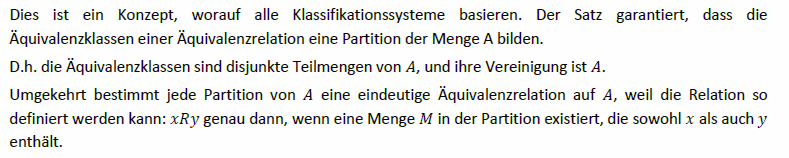 Dies ist ein Konzept, worauf alle Klassifikationssysteme basieren. Der Satz garantiert, dass die
Äquivalenzklassen einer Äquivalenzrelation eine Partition der Menge A bilden.
D.h. die Äquivalenzklassen sind disjunkte Teilmengen von A, und ihre Vereinigung ist A.
Umgekehrt bestimmt jede Partition von A eine eindeutige Äquivalenzrelation auf A, weil die Relation so
definiert werden kann: xRy genau dann, wenn eine Menge M in der Partition existiert, die sowohl x als auch y
enthält.